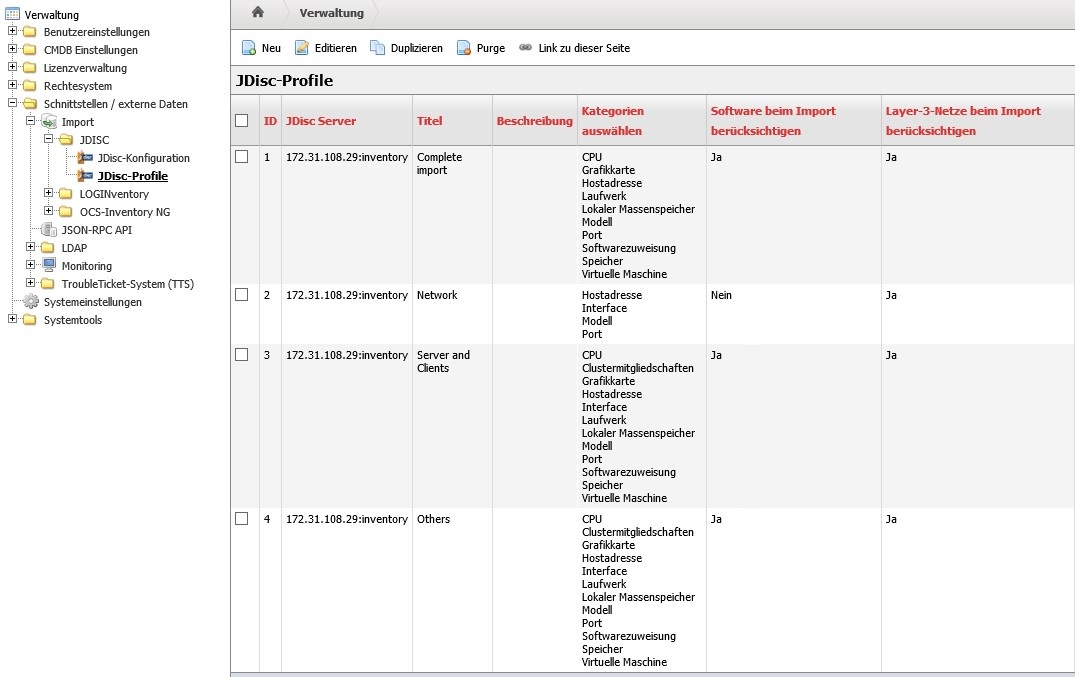 Verwaltung
Benutzereinstellungen
CMDB Einstellungen
Lizenzverwaltung
Rechtesystem
Schnittstellen / externe Daten
Import
JDISC
JDisc-Konfiguration
JDisc-Profile
LOGINventory
OCS-Inventory NG
JSON-RPC API
LDAP
Monitoring
TroubleTicket-System (TTS)
Systemeinstellungen
Systemtools
Verwaltung
Neu Editieren Duplizieren Purge Link zu dieser Seite
JDisc-Profile
ID JDisc Server Titel Beschreibung Kategorien auswählen Software beim Import berücksichtigen Layer-3-Netze beim Import berücksichtigen
1 172.31.108.29:inventory Complete import CPU Ja Ja
Grafikkarte
Hostadresse
Laufwerk
Lokaler Massenspeicher
Modell
Port
Softwarezuweisung
Speicher
Virtuelle Maschine
2 172.31.108.29:inventory Network Hostadresse Nein Ja
Interface
Modell
Port
3 172.31.108.29:inventory Server and Clients CPU Ja Ja
Clustermitgliedschaften
Grafikkarte
Hostadresse
Interface
Laufwerk
Lokaler Massenspeicher
Modell
Port
Softwarezuweisung
Speicher
Virtuelle Maschine
4 172.31.108.29:inventory Others CPU Ja Ja
Clustermitgliedschaften
Grafikkarte
Hostadresse
Interface
Laufwerk
Lokaler Massenspeicher
Modell
Port
Softwarezuweisung
Speicher
Virtuelle Maschine